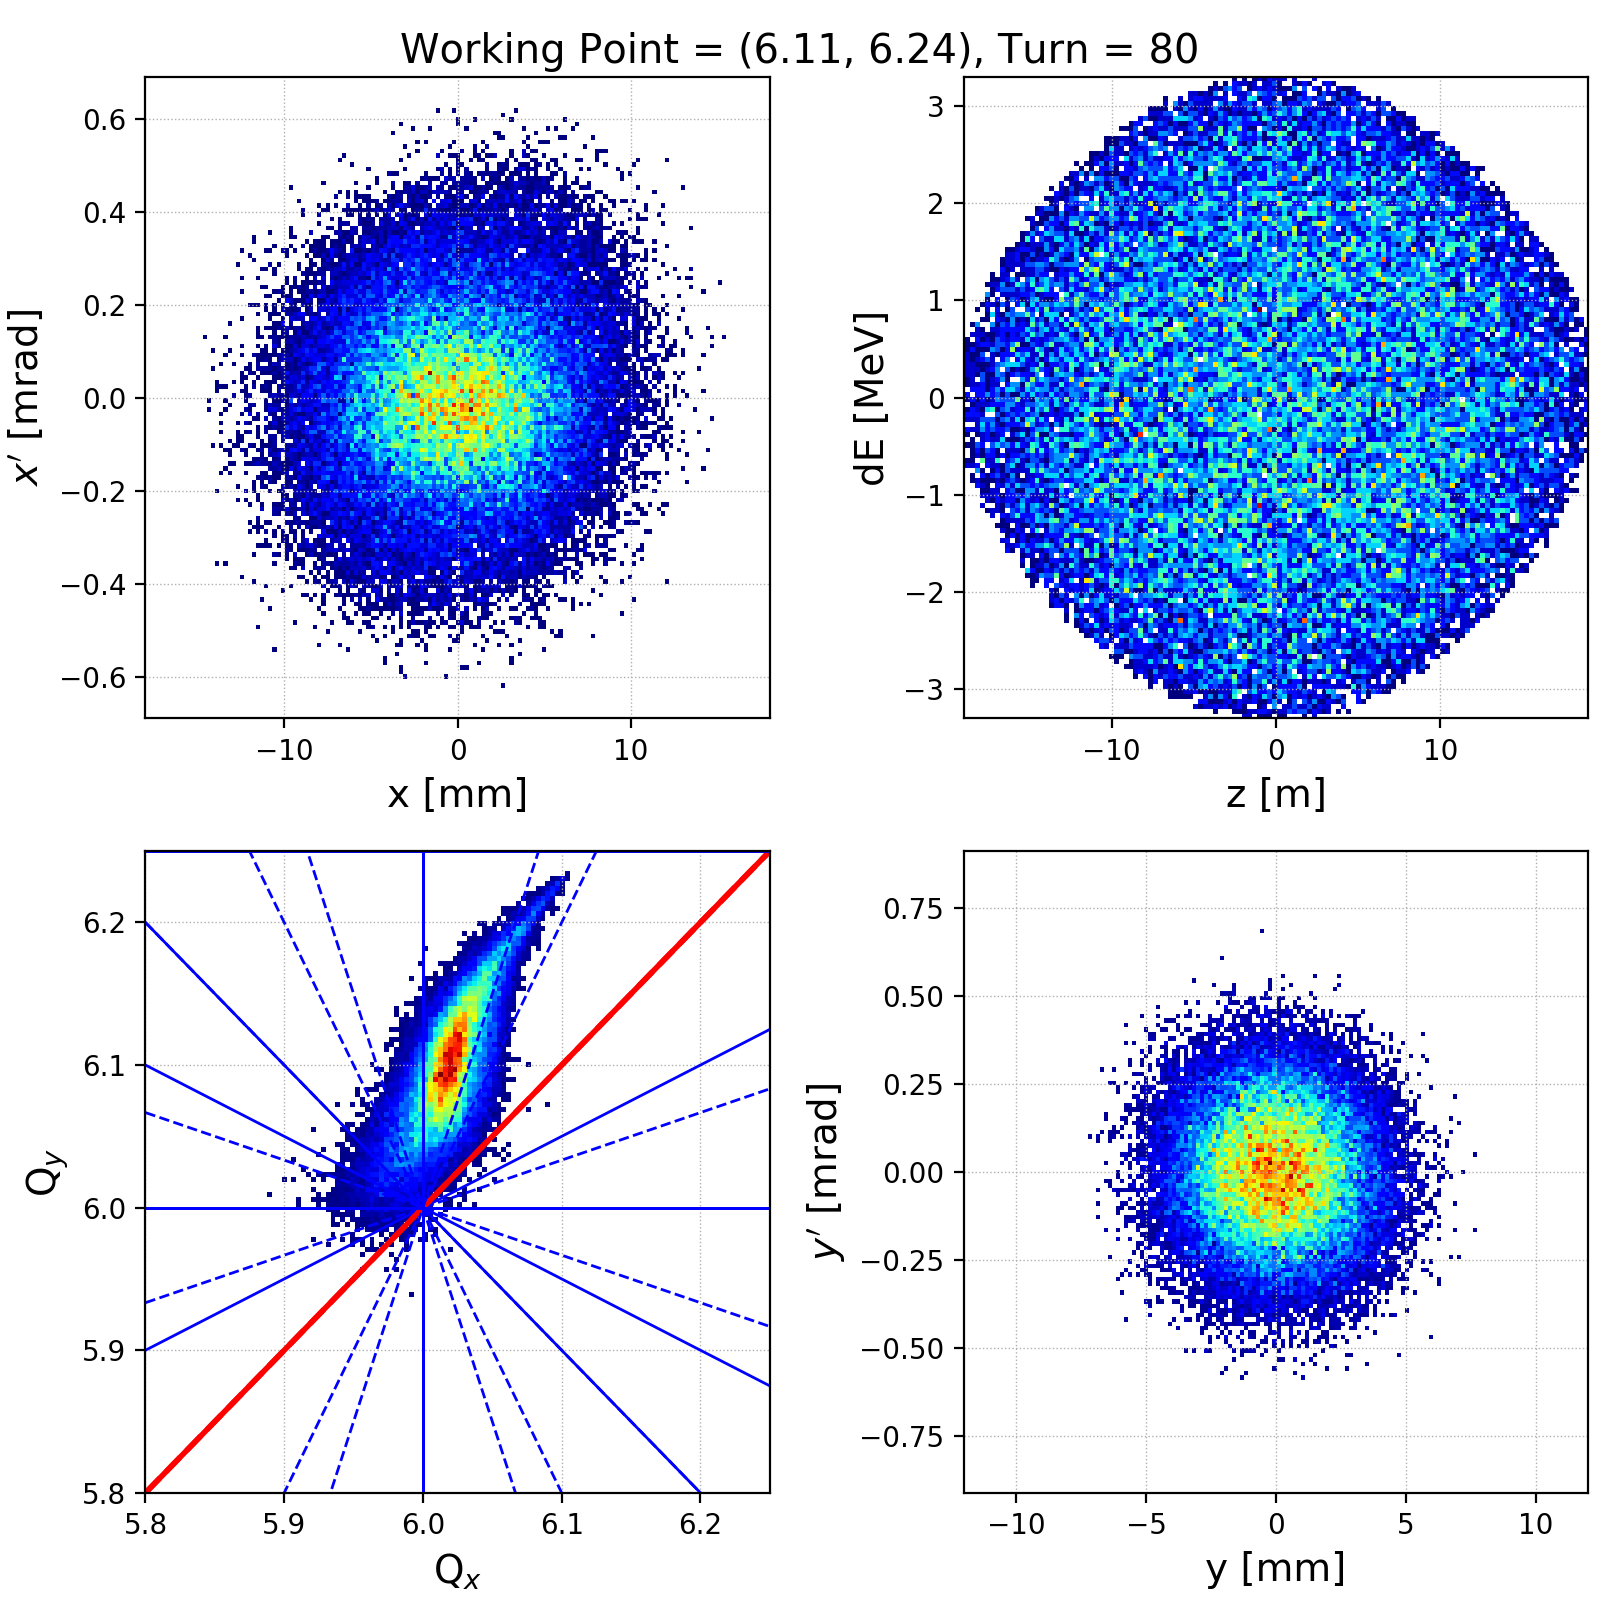 Working Point = (6.11, 6.24), Turn = 80
0.6
0.4
0.2
0.0
−0.2
−0.4
−0.6
x′ [mrad]
−10 0 10
x [mm]
3
2
1
0
−1
−2
−3
dE [MeV]
−10 0 10
z [m]
6.2
6.1
6.0
5.9
5.8
Qy
5.8 5.9 6.0 6.1 6.2
Qx
0.75
0.50
0.25
0.00
−0.25
−0.50
−0.75
y′ [mrad]
−10 −5 0 5 10
y [mm]